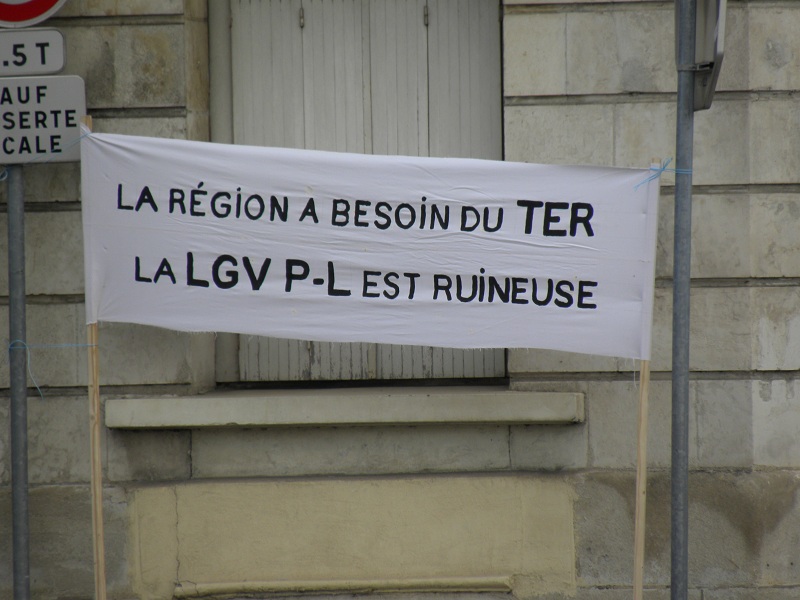 .5 T
AUF
SERTE
CALE
LA RÉGION A BESOIN DU TER
LA LGV P-L EST RUINEUSE